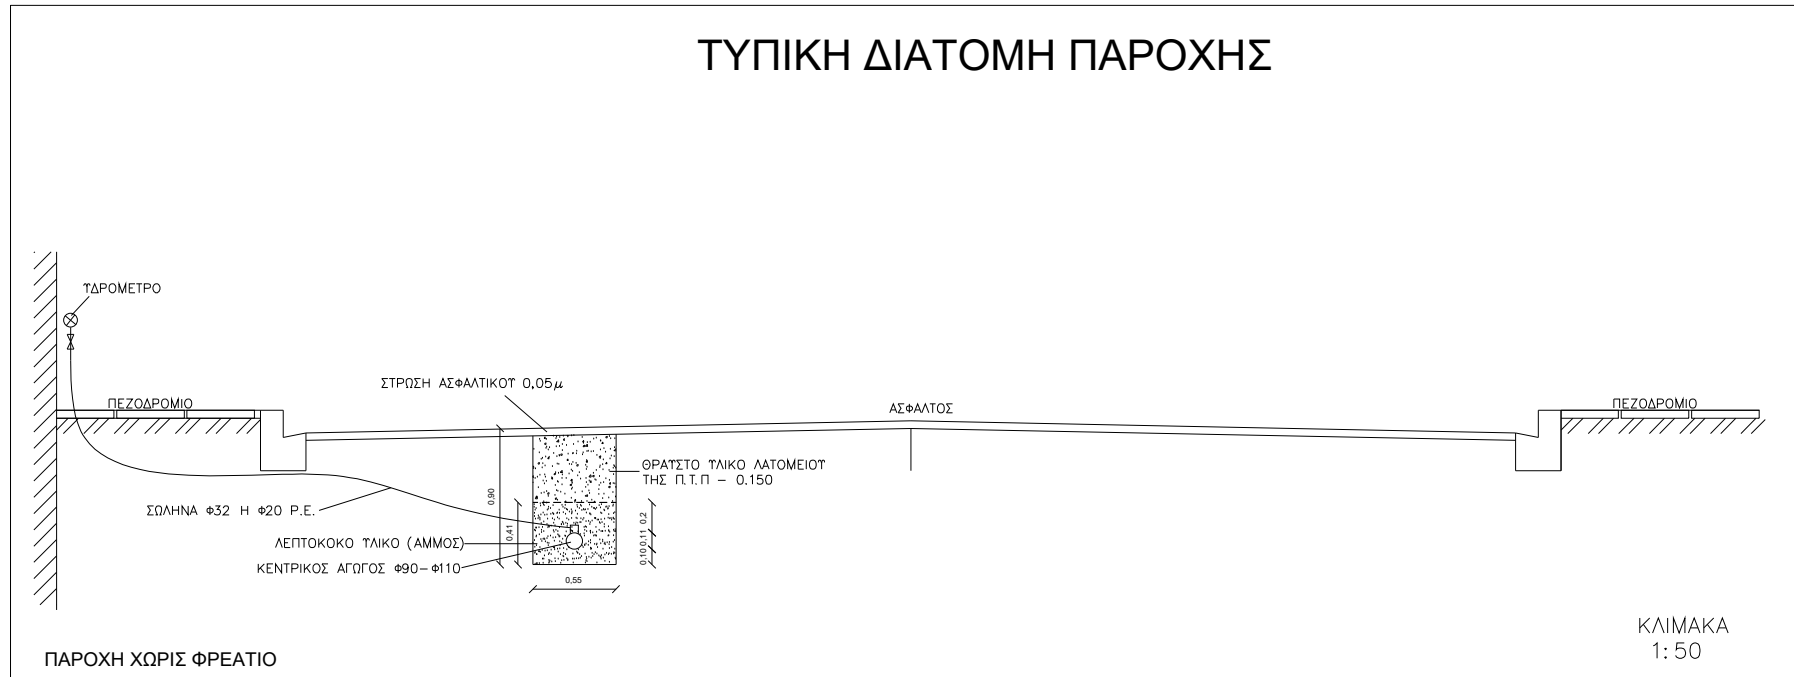 ΤΥΠΙΚΗ ΔΙΑΤΟΜΗ ΠΑΡΟΧΗΣ
ΥΔΡΟΜΕΤΡΟ
ΣΤΡΩΣΗ ΑΣΦΑΛΤΙΚΟΥ 0,05μ
ΠΕΖΟΔΡΟΜΙΟ
ΑΣΦΑΛΤΟΣ
ΠΕΖΟΔΡΟΜΙΟ
ΘΡΑΥΣΤΟ ΥΛΙΚΟ ΛΑΤΟΜΕΙΟΥ
ΤΗΣ Π.Τ.Π – 0.150
0,90
ΣΩΛΗΝΑ Φ32 Η Φ20 P.E.
0,41
0,2
0,11
0,10
ΛΕΠΤΟΚΟΚΟ ΥΛΙΚΟ (ΑΜΜΟΣ)
ΚΕΝΤΡΙΚΟΣ ΑΓΩΓΟΣ Φ90–Φ110
0,55
ΚΛΙΜΑΚΑ
1:50
ΠΑΡΟΧΗ ΧΩΡΙΣ ΦΡΕΑΤΙΟ